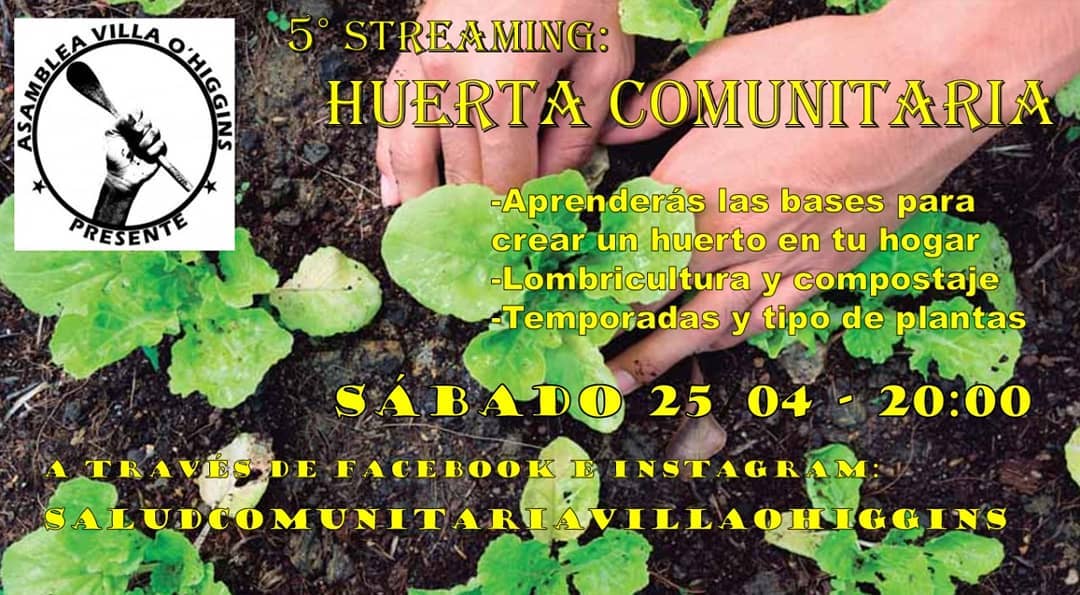 ASAMBLEA VILLA O'HIGGINS
PRESENTE
5° STREAMING:
HUERTA COMUNITARIA
-Aprenderás las bases para
crear un huerto en tu hogar
-Lombricultura y compostaje
-Temporadas y tipo de plantas
SÁBADO 25 04 - 20:00
A TRAVÉS DE FACEBOOK E INSTAGRAM:
SALUDCOMUNITARIAVILLAOHIGGINS